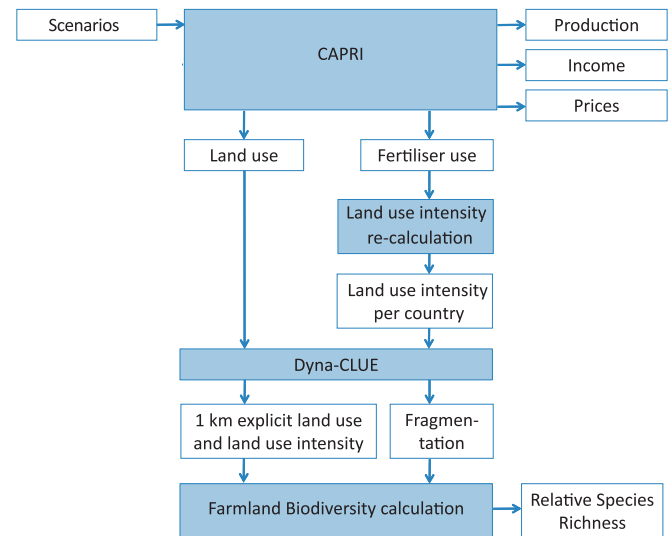 Scenarios
CAPRI
Production
Income
Prices
Land use
Fertiliser use
Land use intensity
re-calculation
Land use intensity
per country
Dyna-CLUE
1 km explicit land use
and land use intensity
Fragmen-
tation
Farmland Biodiversity calculation
Relative Species
Richness